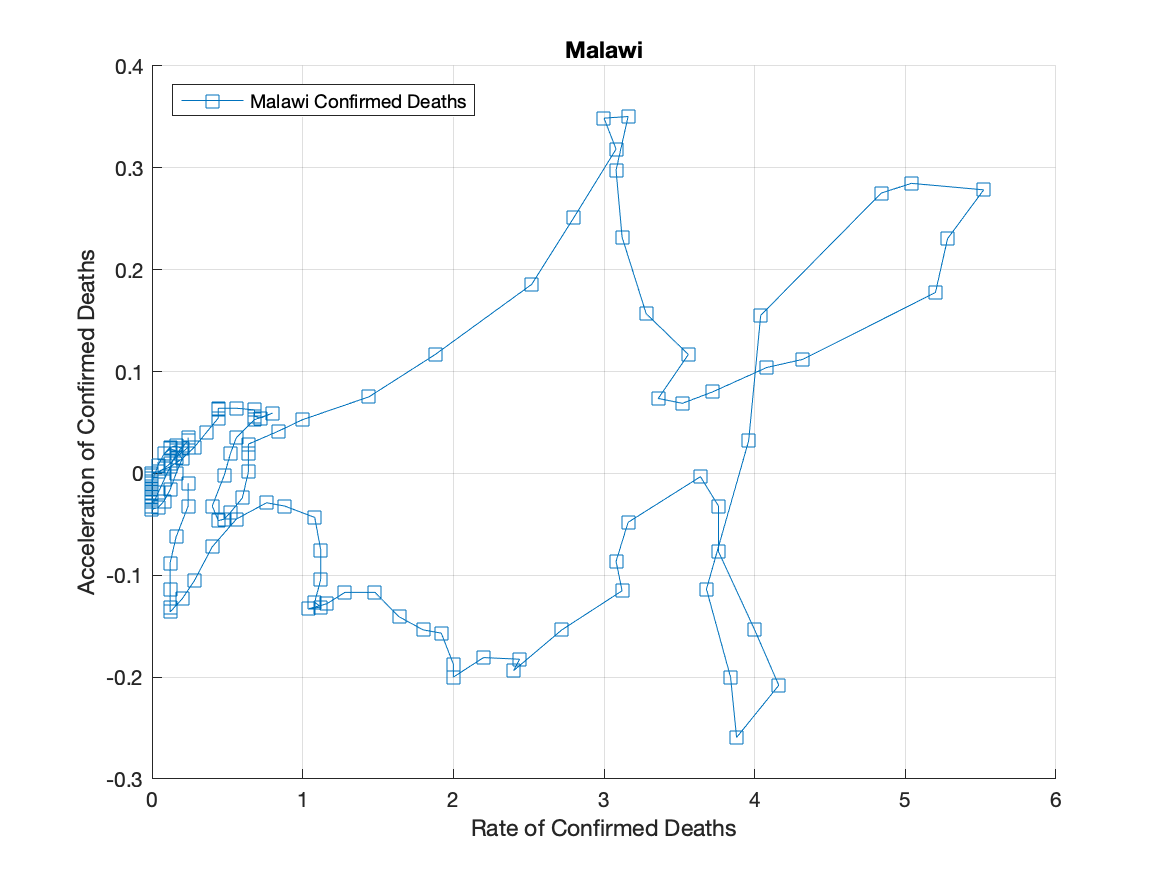 Malawi
Malawi Confirmed Deaths
Acceleration of Confirmed Deaths
0.4
0.3
0.2
0.1
0
-0.1
-0.2
-0.3
0 1 2 3 4 5 6
Rate of Confirmed Deaths